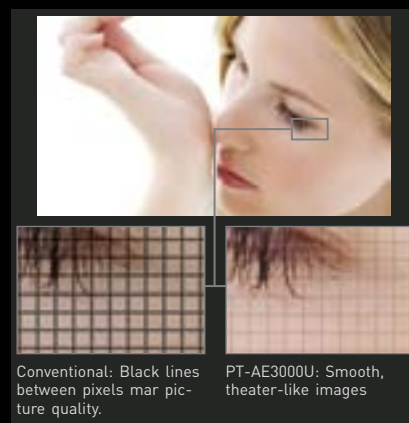 Conventional: Black lines
between pixels mar pic-
ture quality.
PT-AE3000U: Smooth,
theater-like images